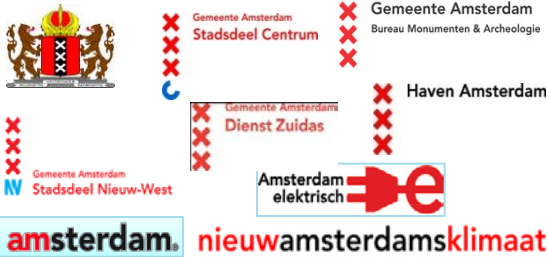 Gemeente Amsterdam
Stadsdeel Centrum
Gemeente Amsterdam
Bureau Monumenten & Archeologie
Haven Amsterdam
Gemeente Amsterdam
Dienst Zuidas
Gemeente Amsterdam
NV Stadsdeel Nieuw-West
Amsterdam
elektrisch
amsterdam®
nieuwamsterdamsklimaat